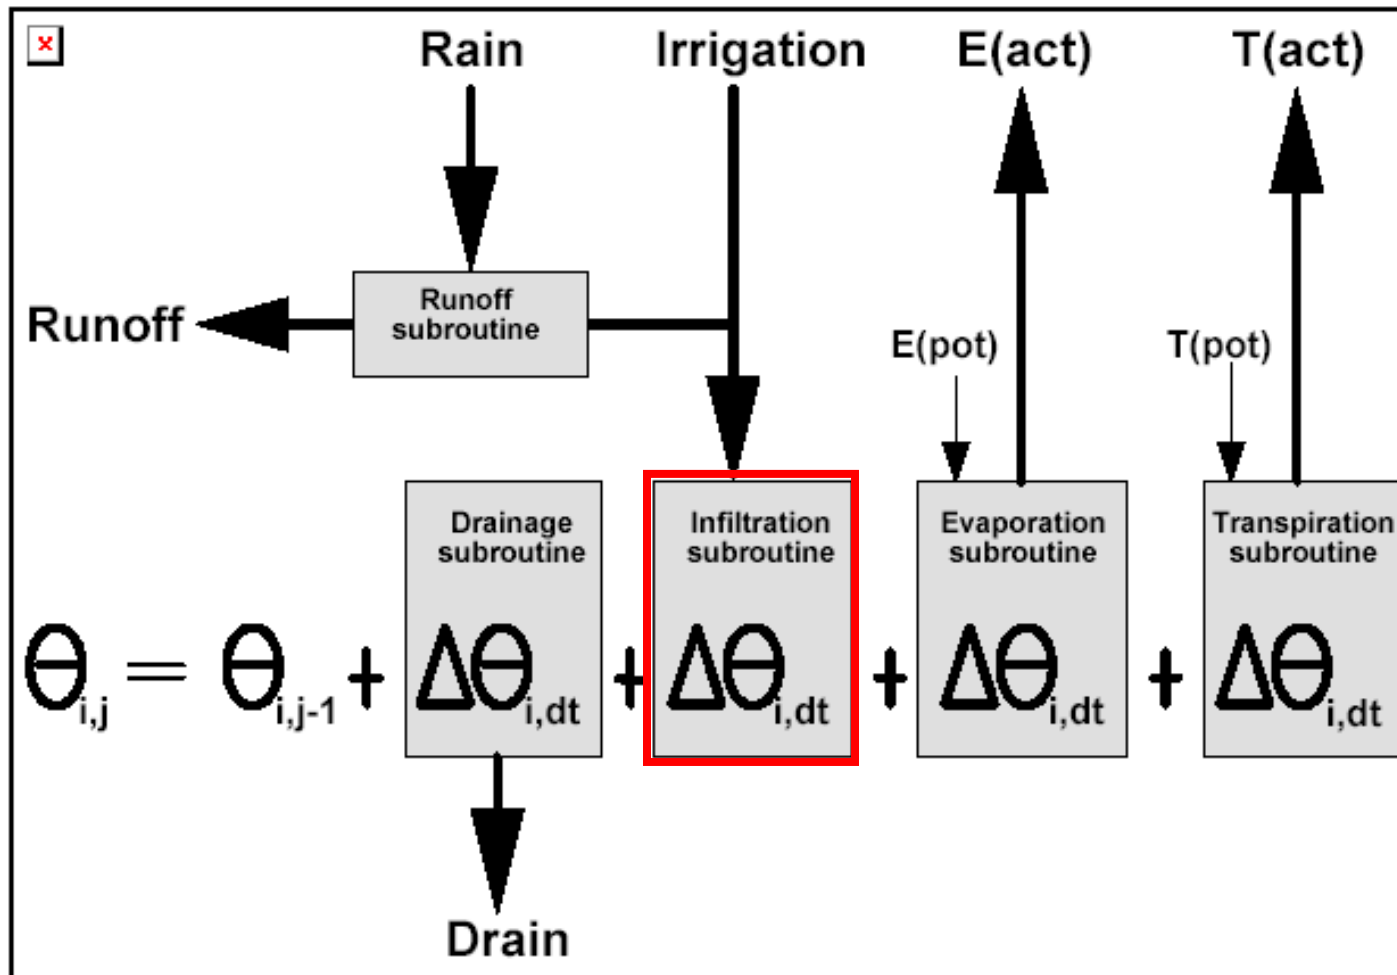 Rain Irrigation E(act) T(act)
Runoff
subroutine
Runoff
E(pot) T(pot)
Drainage
subroutine
Infiltration
subroutine
Evaporation
subroutine
Transpiration
subroutine
Θi,j = Θi,j-1 + ΔΘi,dt + ΔΘi,dt + ΔΘi,dt + ΔΘi,dt
Drain